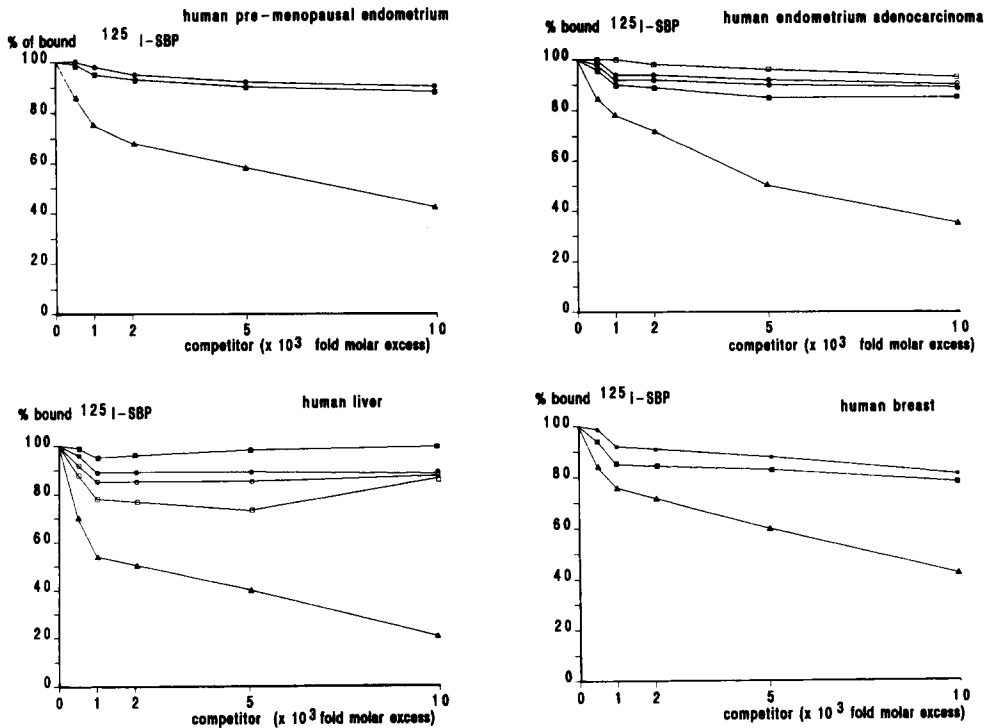 human pre-menopausal endometrium
% of bound 125 I-SBP
100
80
60
40
20
0
0 1 2 5 10
competitor (x 103 fold molar excess)
human endometrium adenocarcinoma
% bound 125 I-SBP
100
80
60
40
20
0
0 1 2 5 10
competitor (x 103 fold molar excess)
human liver
% bound 125 I-SBP
100
80
60
40
20
0
0 1 2 5 10
competitor (x 103 fold molar excess)
human breast
% bound 125 I-SBP
100
80
60
40
20
0
0 1 2 5 10
competitor (x 103 fold molar excess)